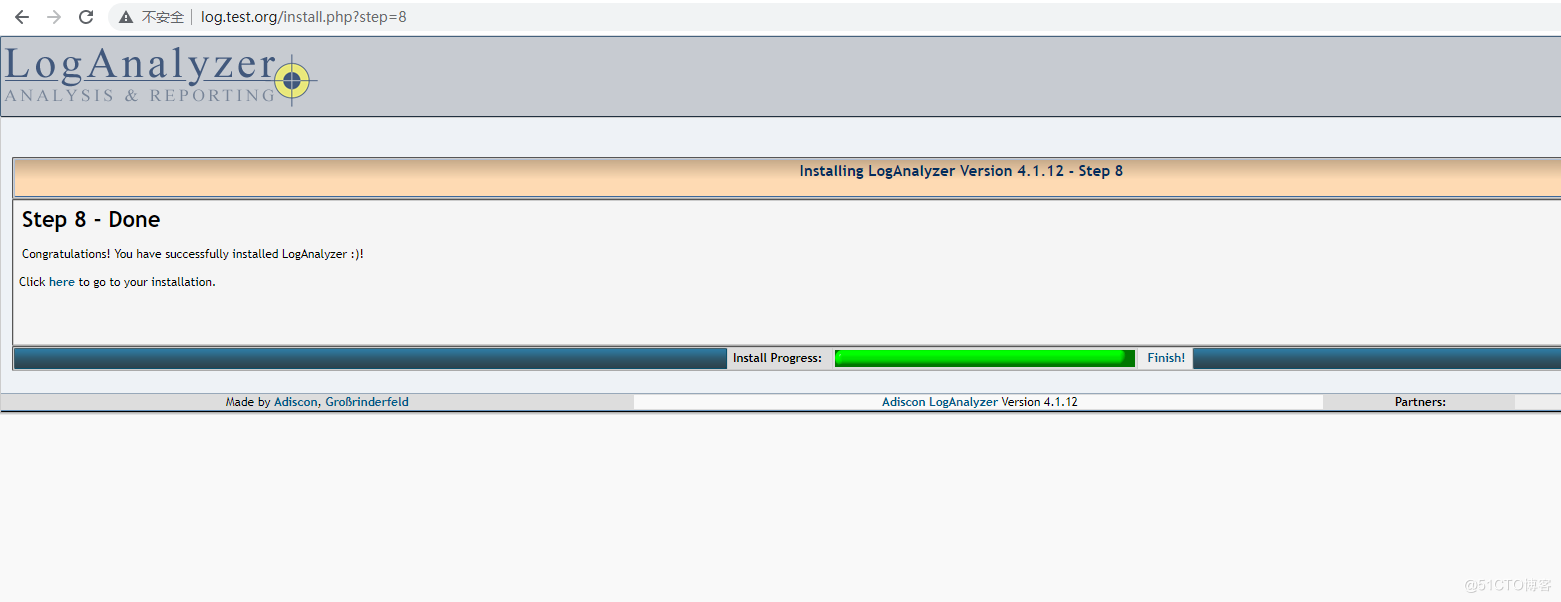 不安全 log.test.org/install.php?step=8
LogAnalyzer
ANALYSIS & REPORTING
Installing LogAnalyzer Version 4.1.12 - Step 8
Step 8 - Done
Congratulations! You have successfully installed LogAnalyzer :)!
Click here to go to your installation.
Install Progress: Finish!
Made by Adiscon, Großrinderfeld Adiscon LogAnalyzer Version 4.1.12 Partners:
@51CTO博客